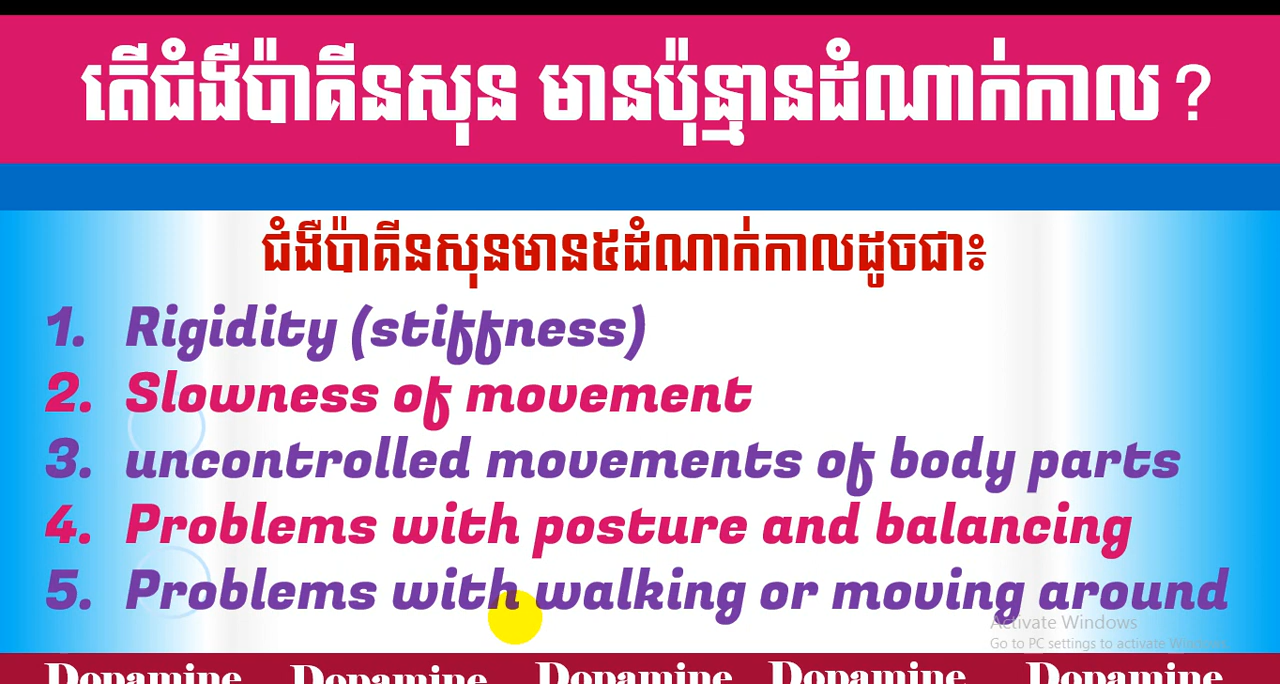 តើជំងឺប៉ាគីនសុន មានប៉ុន្មានដំណាក់កាល?
ជំងឺប៉ាគីនសុនមាន៥ដំណាក់កាលដូចជា៖
1. Rigidity (stiffness)
2. Slowness of movement
3. uncontrolled movements of body parts
4. Problems with posture and balancing
5. Problems with walking or moving around
Activate Windows
Go to PC settings to activate Windows.
Dopamine Dopamine Dopamine Dopamine Dopamine